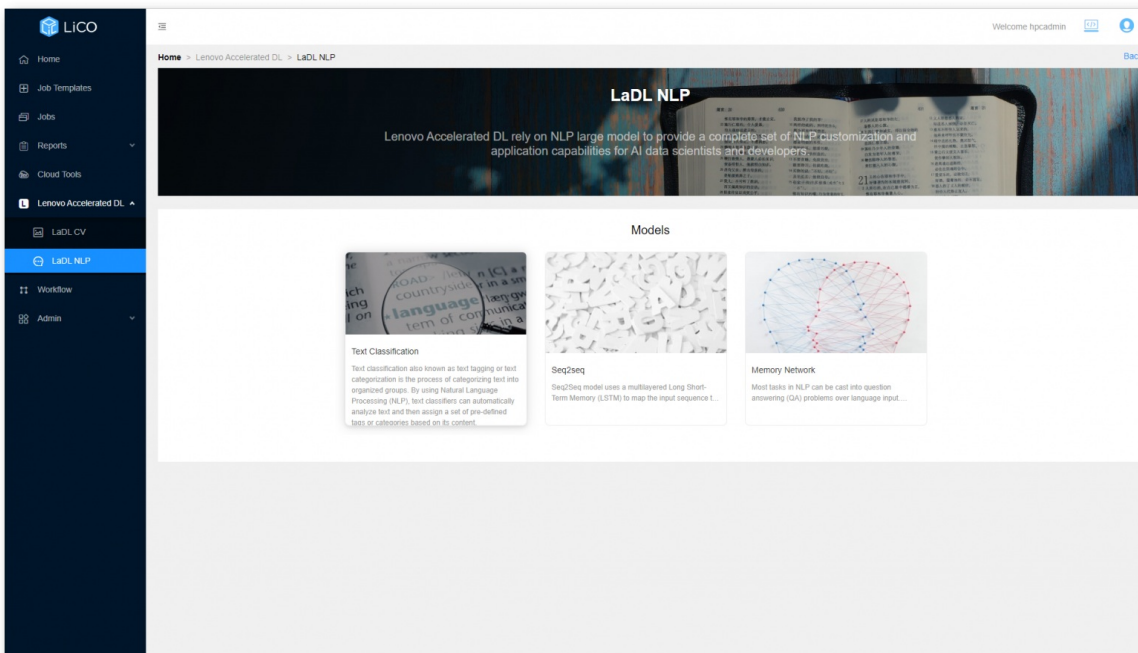 LiCO
Welcome hpcadmin
Home
Job Templates
Jobs
Reports
Cloud Tools
Lenovo Accelerated DL
LaDL CV
LaDL NLP
Workflow
Admin
Home > Lenovo Accelerated DL > LaDL NLP
Bac
LaDL NLP
Lenovo Accelerated DL rely on NLP large model to provide a complete set of NLP customization and
application capabilities for AI data scientists and developers.
21
Models
language
Text Classification
Text classification also known as text tagging or text
categorization is the process of categorizing text into
organized groups. By using Natural Language
Processing (NLP), text classifiers can automatically
analyze text and then assign a set of pre-defined
tags or categories based on its content.
Seq2seq
Seq2Seq model uses a multilayered Long Short-
Term Memory (LSTM) to map the input sequence t...
Memory Network
Most tasks in NLP can be cast into question
answering (QA) problems over language input....